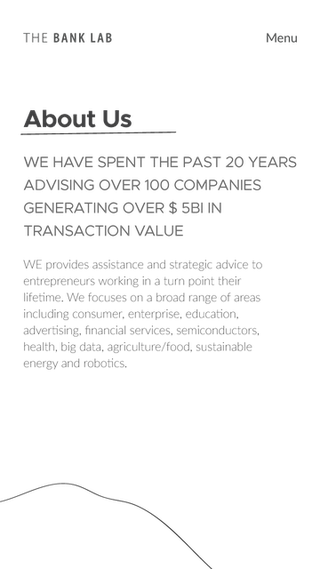 THE BANK LAB
Menu
About Us
WE HAVE SPENT THE PAST 20 YEARS
ADVISING OVER 100 COMPANIES
GENERATING OVER $ 5BI IN
TRANSACTION VALUE
WE provides assistance and strategic advice to
entrepreneurs working in a turn point their
lifetime. We focuses on a broad range of areas
including consumer, enterprise, education,
advertising, financial services, semiconductors,
health, big data, agriculture/food, sustainable
energy and robotics.